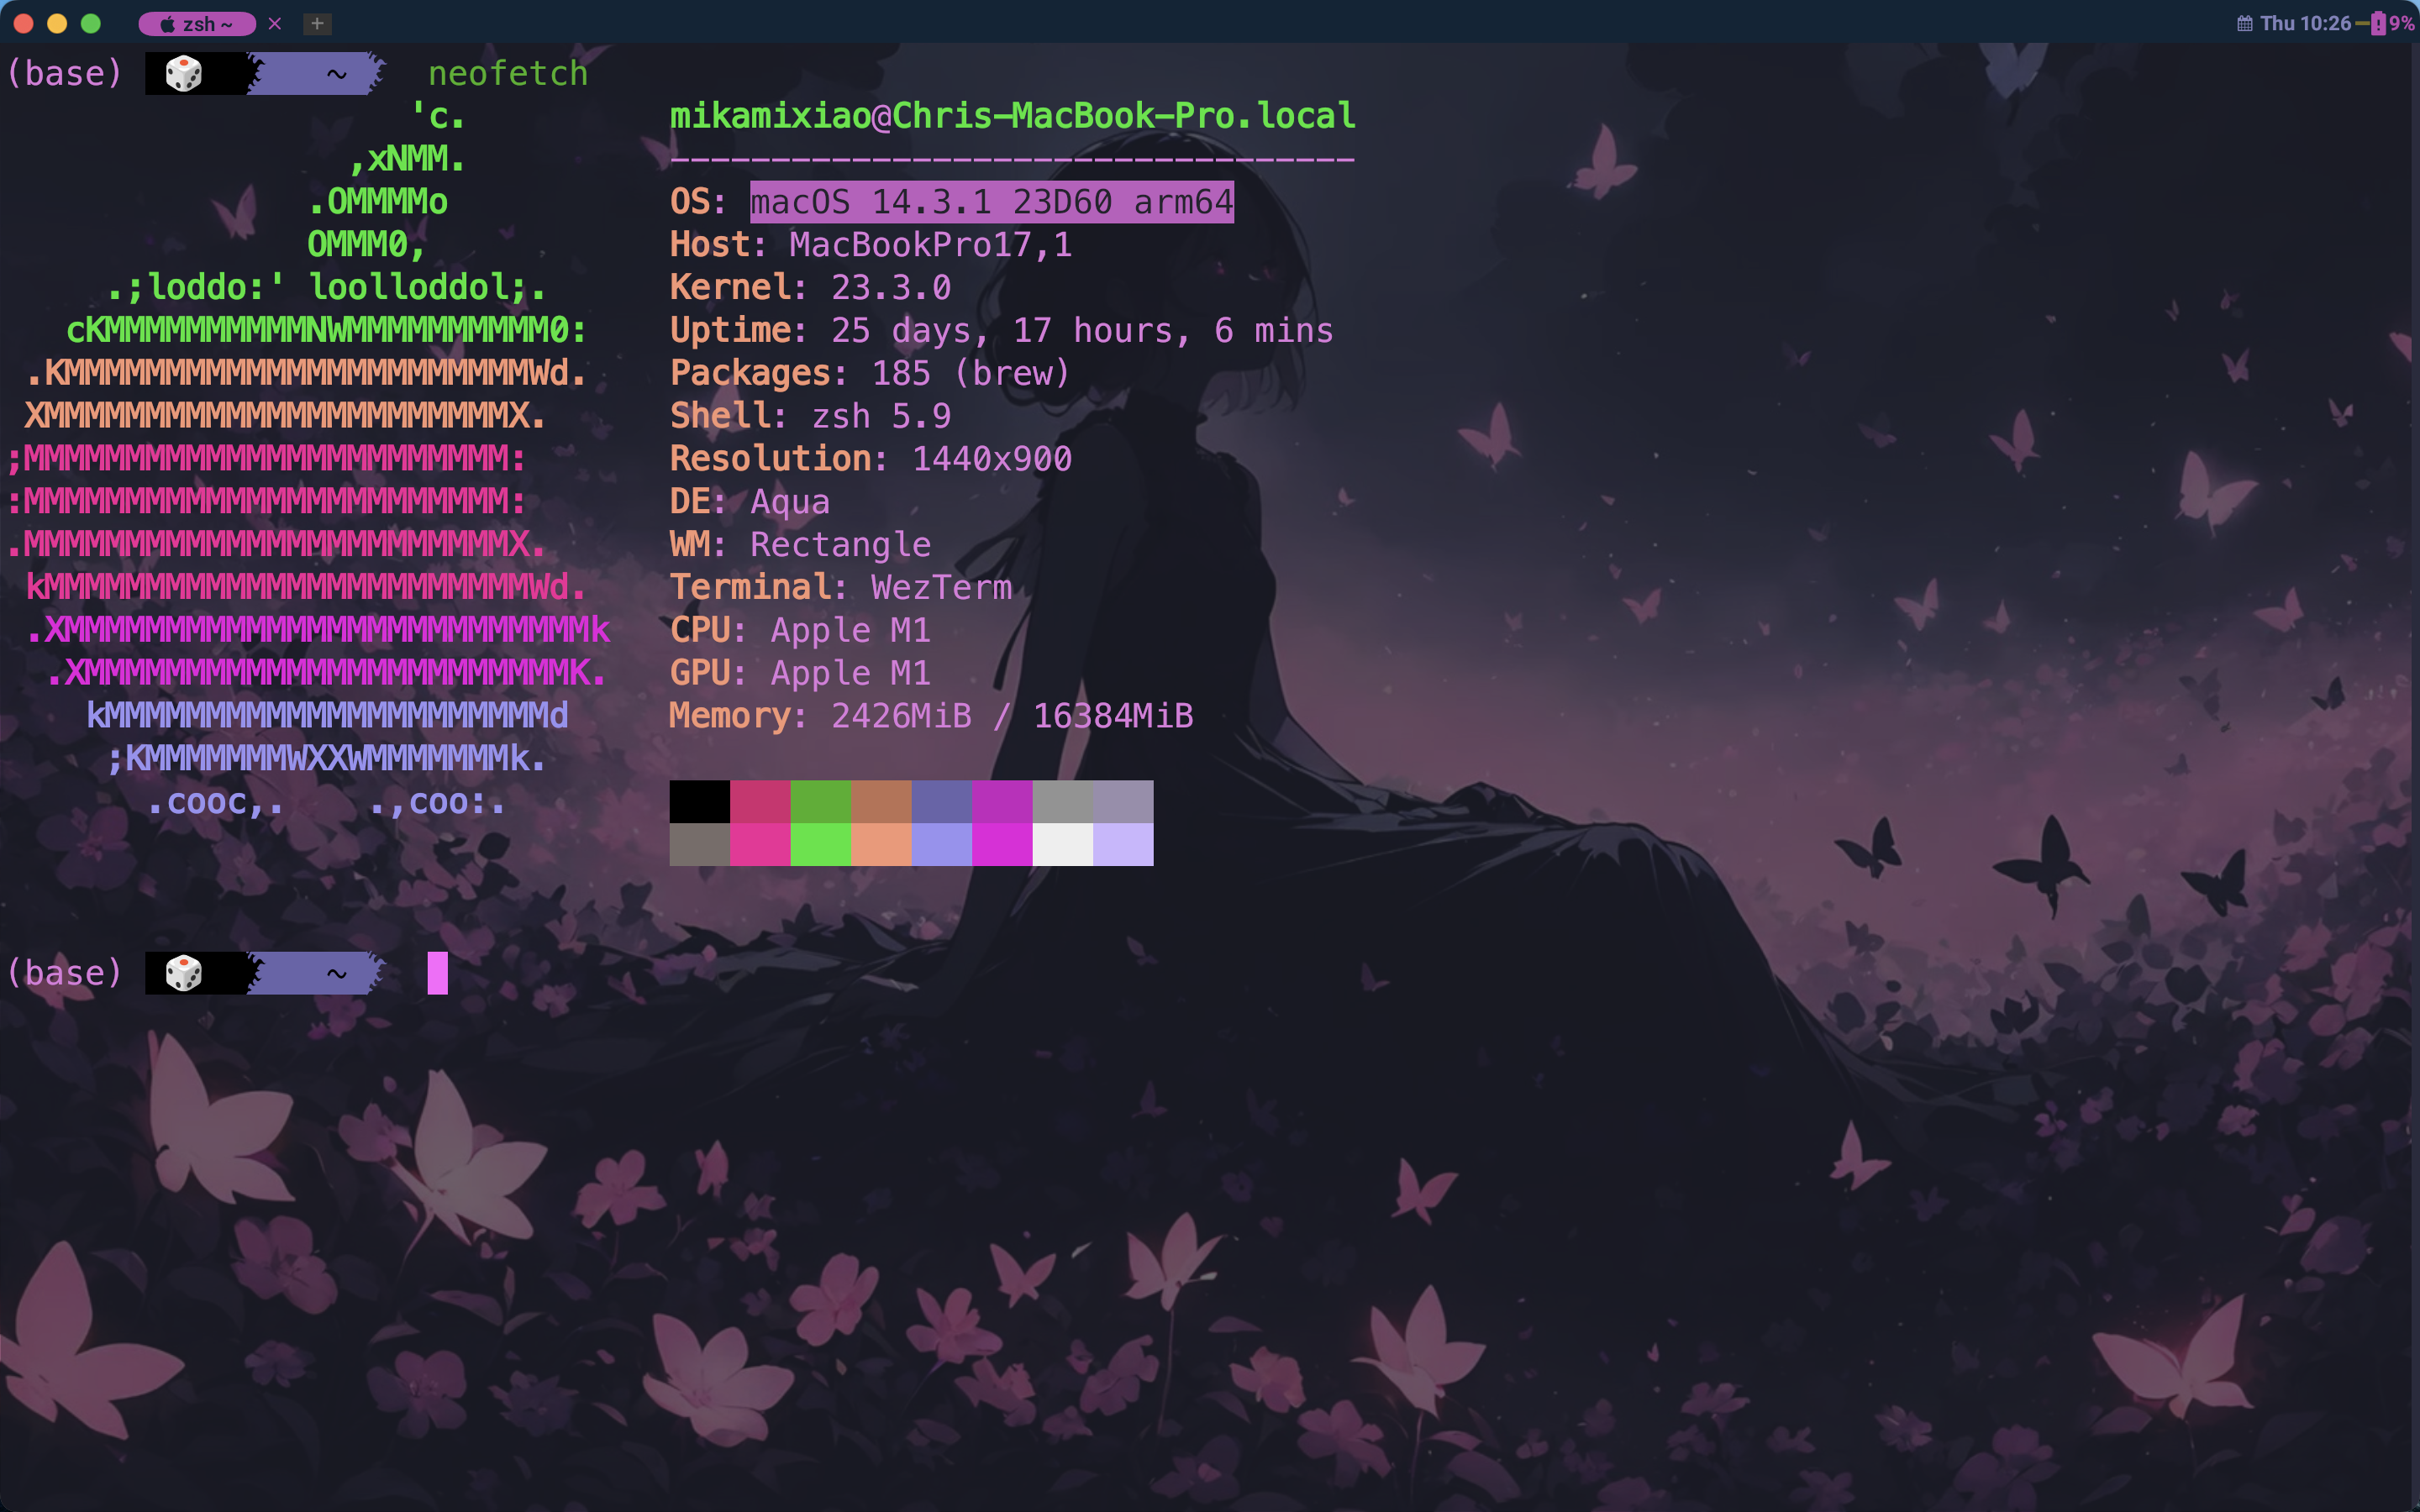 zsh ~ × + Thu 10:26 9%
(base) ~ neofetch
'c.
,xNMM.
.OMMMMo
OMMM0,
.;loddo:' loolloddol;.
cKMMMMMMMMMMNWMMMMMMMMMM0:
.KMMMMMMMMMMMMMMMMMMMMMMMWd.
XMMMMMMMMMMMMMMMMMMMMMMMX.
;MMMMMMMMMMMMMMMMMMMMMMMM:
:MMMMMMMMMMMMMMMMMMMMMMMM:
.MMMMMMMMMMMMMMMMMMMMMMMMX.
kMMMMMMMMMMMMMMMMMMMMMMMMWd.
.XMMMMMMMMMMMMMMMMMMMMMMMMMMk
.XMMMMMMMMMMMMMMMMMMMMMMMMK.
kMMMMMMMMMMMMMMMMMMMMMMd
;KMMMMMMMWXXWMMMMMMMk.
.cooc,. .,coo:.
mikamixiao@Chris-MacBook-Pro.local
----------------------------------
OS: macOS 14.3.1 23D60 arm64
Host: MacBookPro17,1
Kernel: 23.3.0
Uptime: 25 days, 17 hours, 6 mins
Packages: 185 (brew)
Shell: zsh 5.9
Resolution: 1440x900
DE: Aqua
WM: Rectangle
Terminal: WezTerm
CPU: Apple M1
GPU: Apple M1
Memory: 2426MiB / 16384MiB
(base) ~